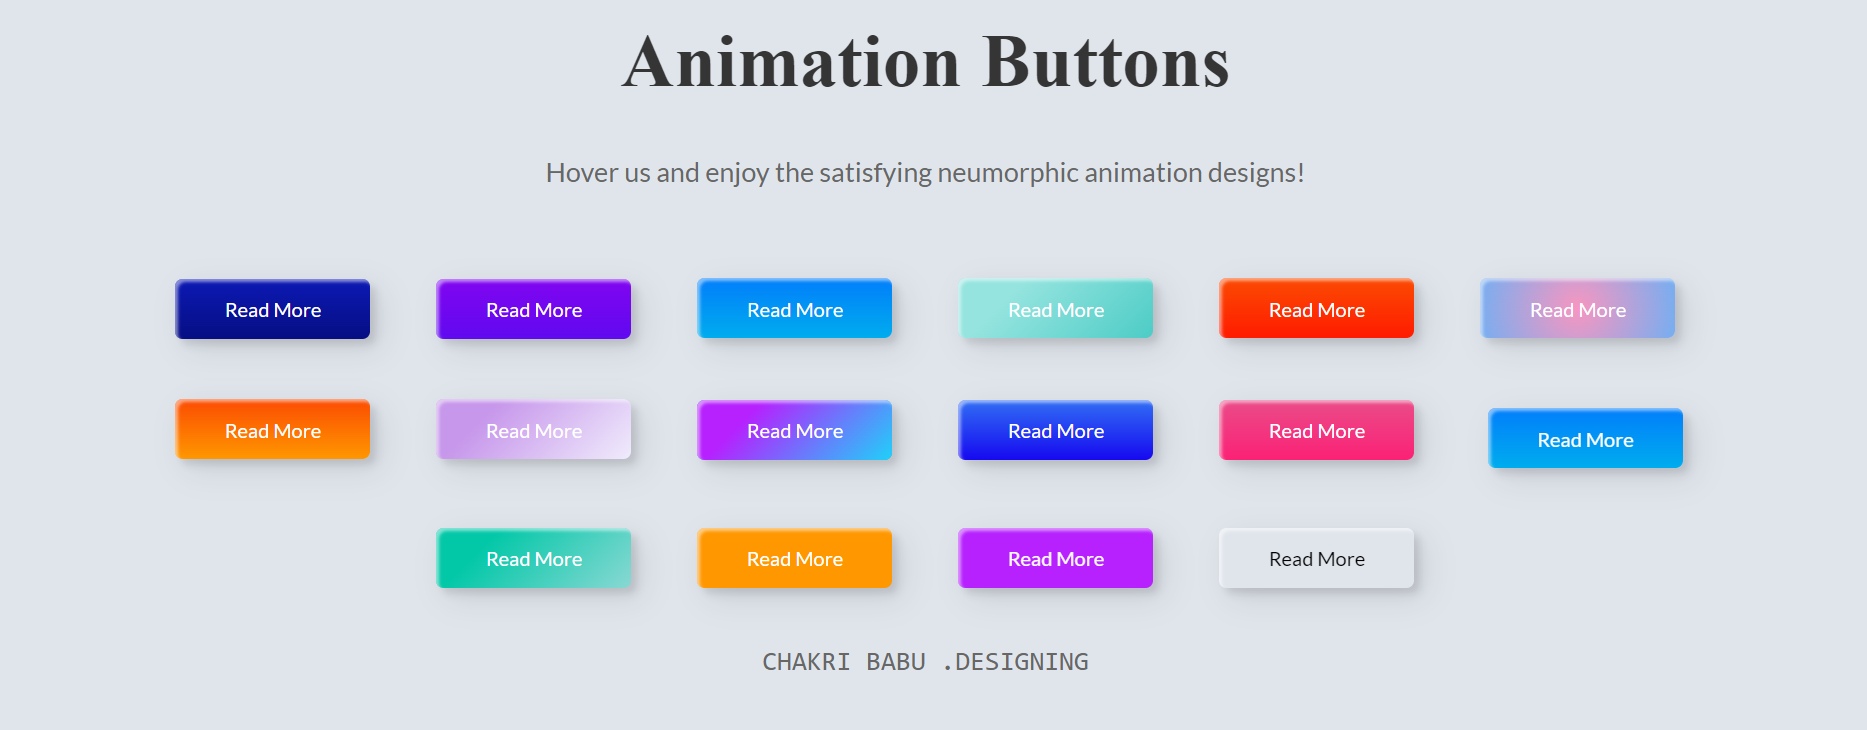 Animation Buttons
Hover us and enjoy the satisfying neumorphic animation designs!
Read More Read More Read More Read More Read More Read More
Read More Read More Read More Read More Read More Read More
Read More Read More Read More Read More
CHAKRI BABU .DESIGNING